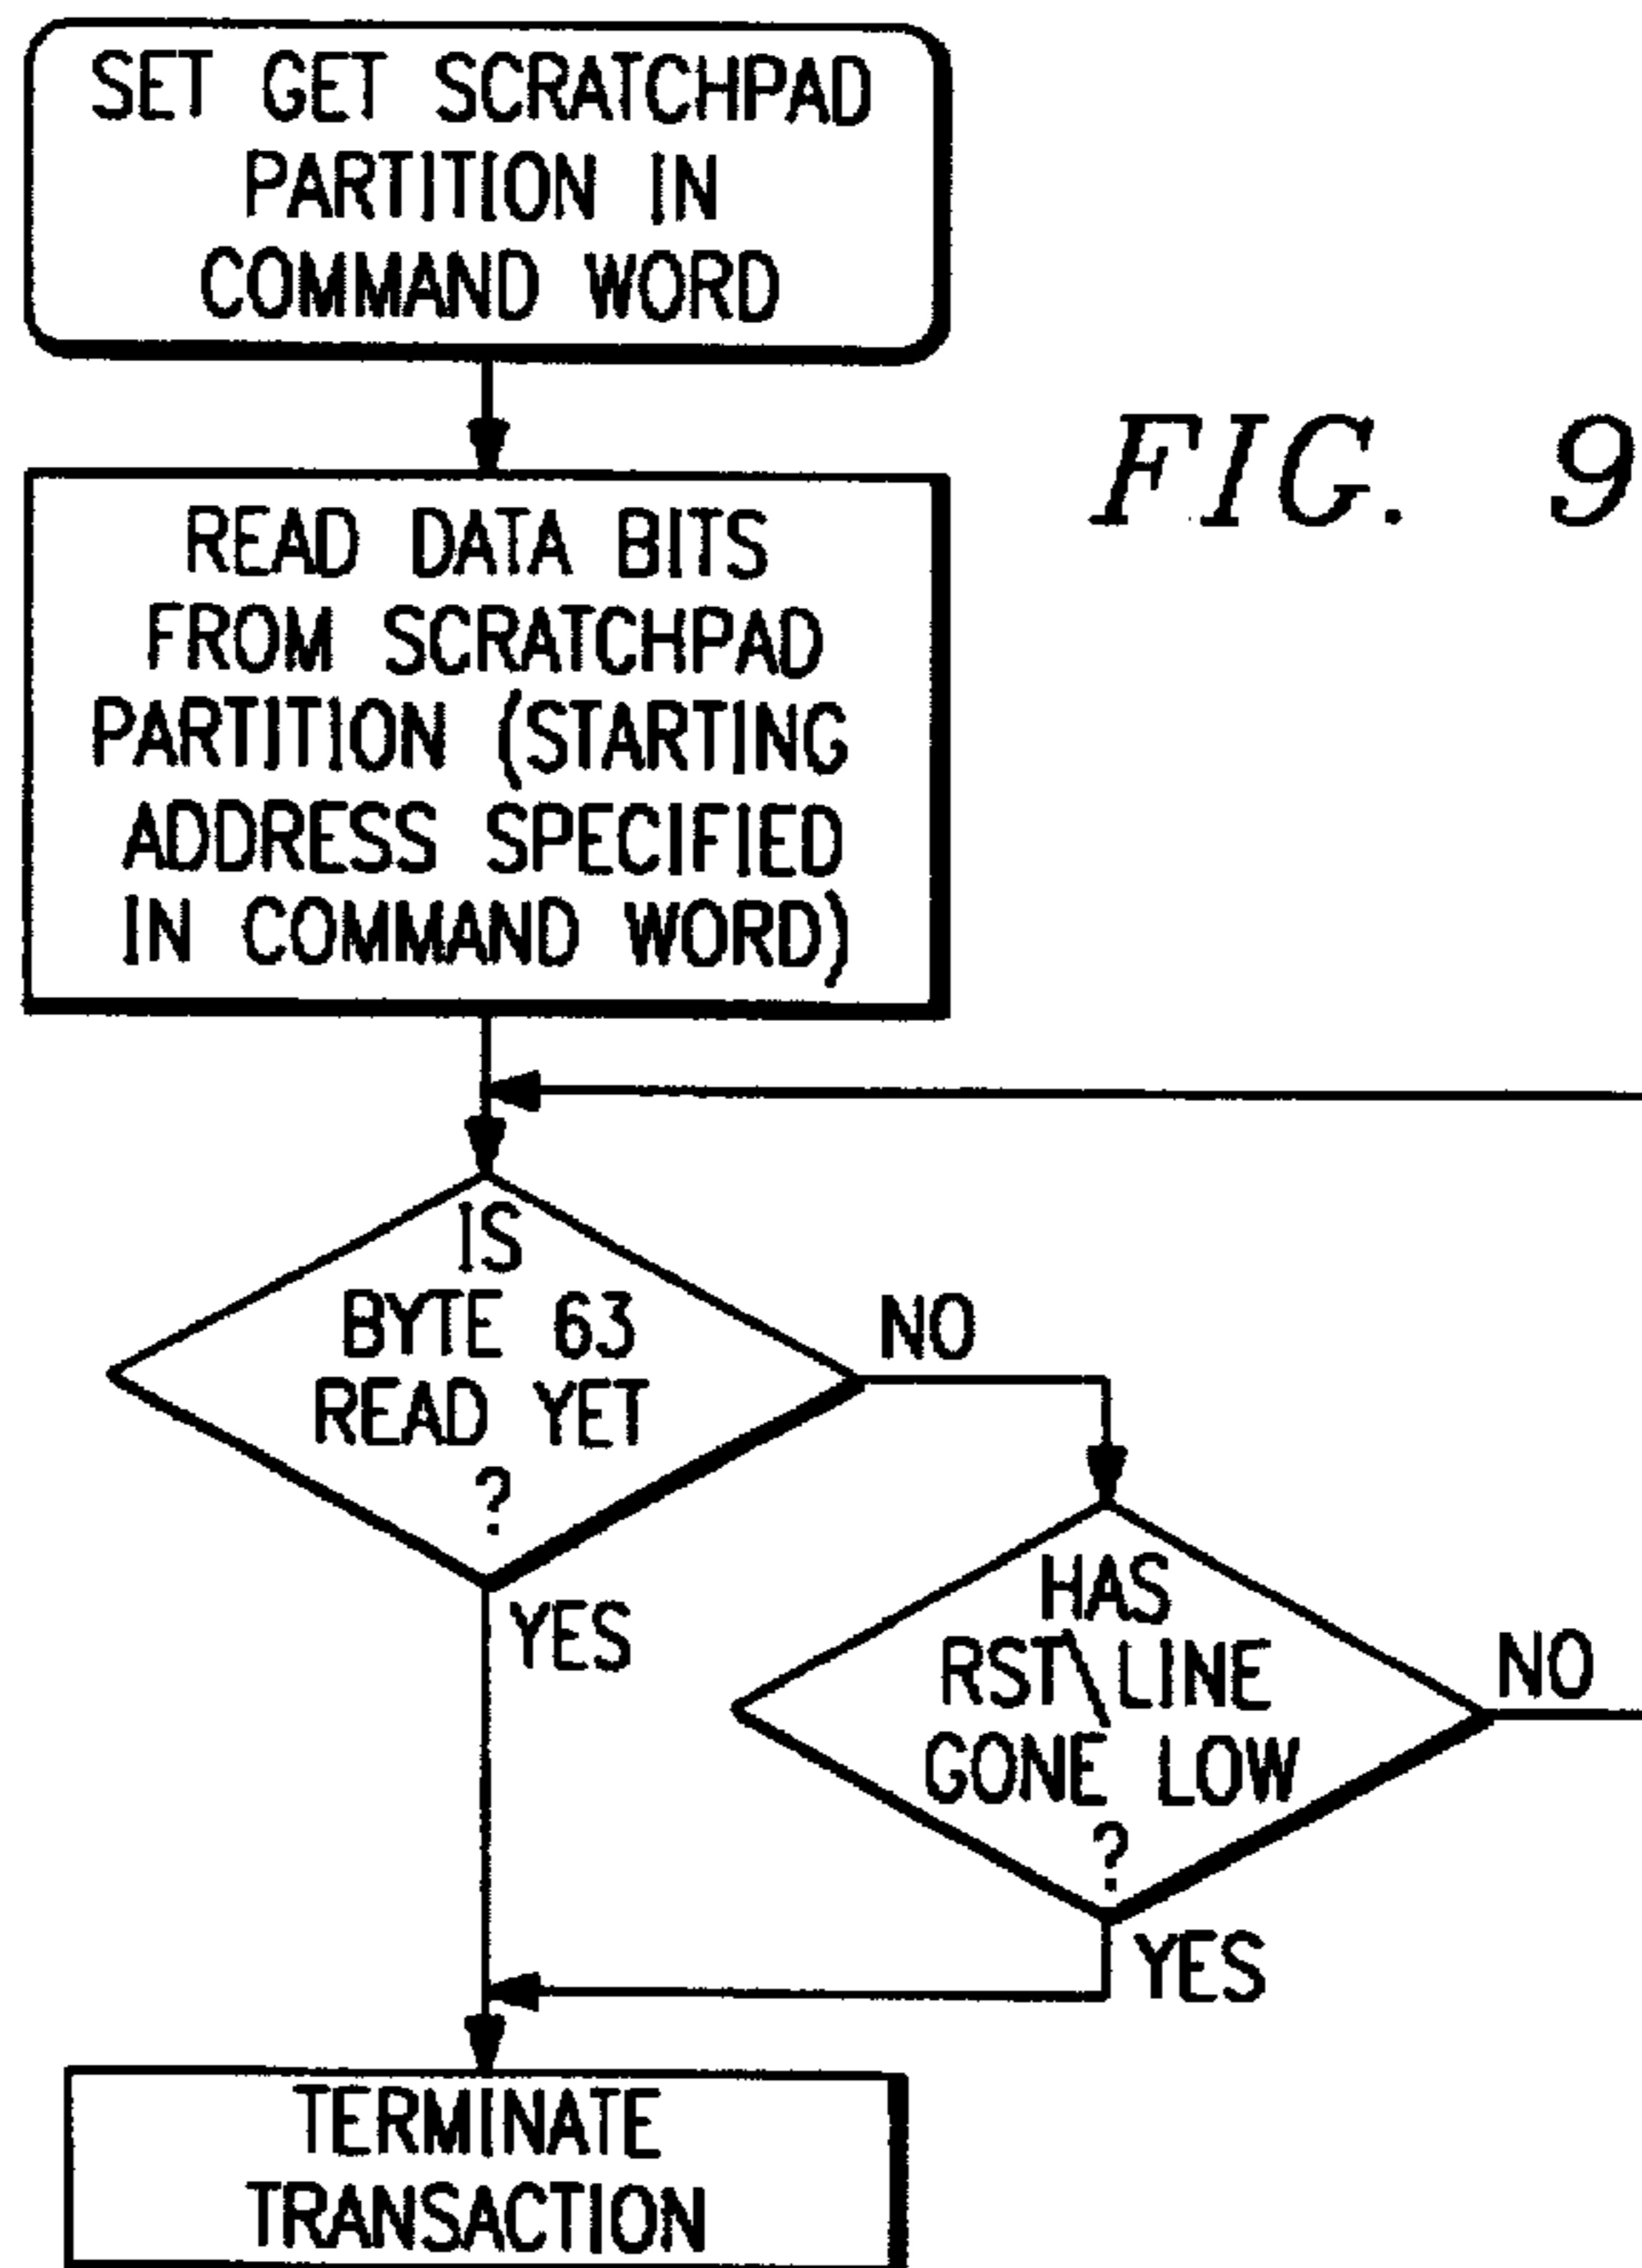 SET GET SCRATCHPAD
PARTITION IN
COMMAND WORD
FIG. 9
READ DATA BITS
FROM SCRATCHPAD
PARTITION (STARTING
ADDRESS SPECIFIED
IN COMMAND WORD)
IS
BYTE 63
READ YET
?
NO
YES
HAS
RST\ LINE
GONE LOW
?
NO
YES
TERMINATE
TRANSACTION